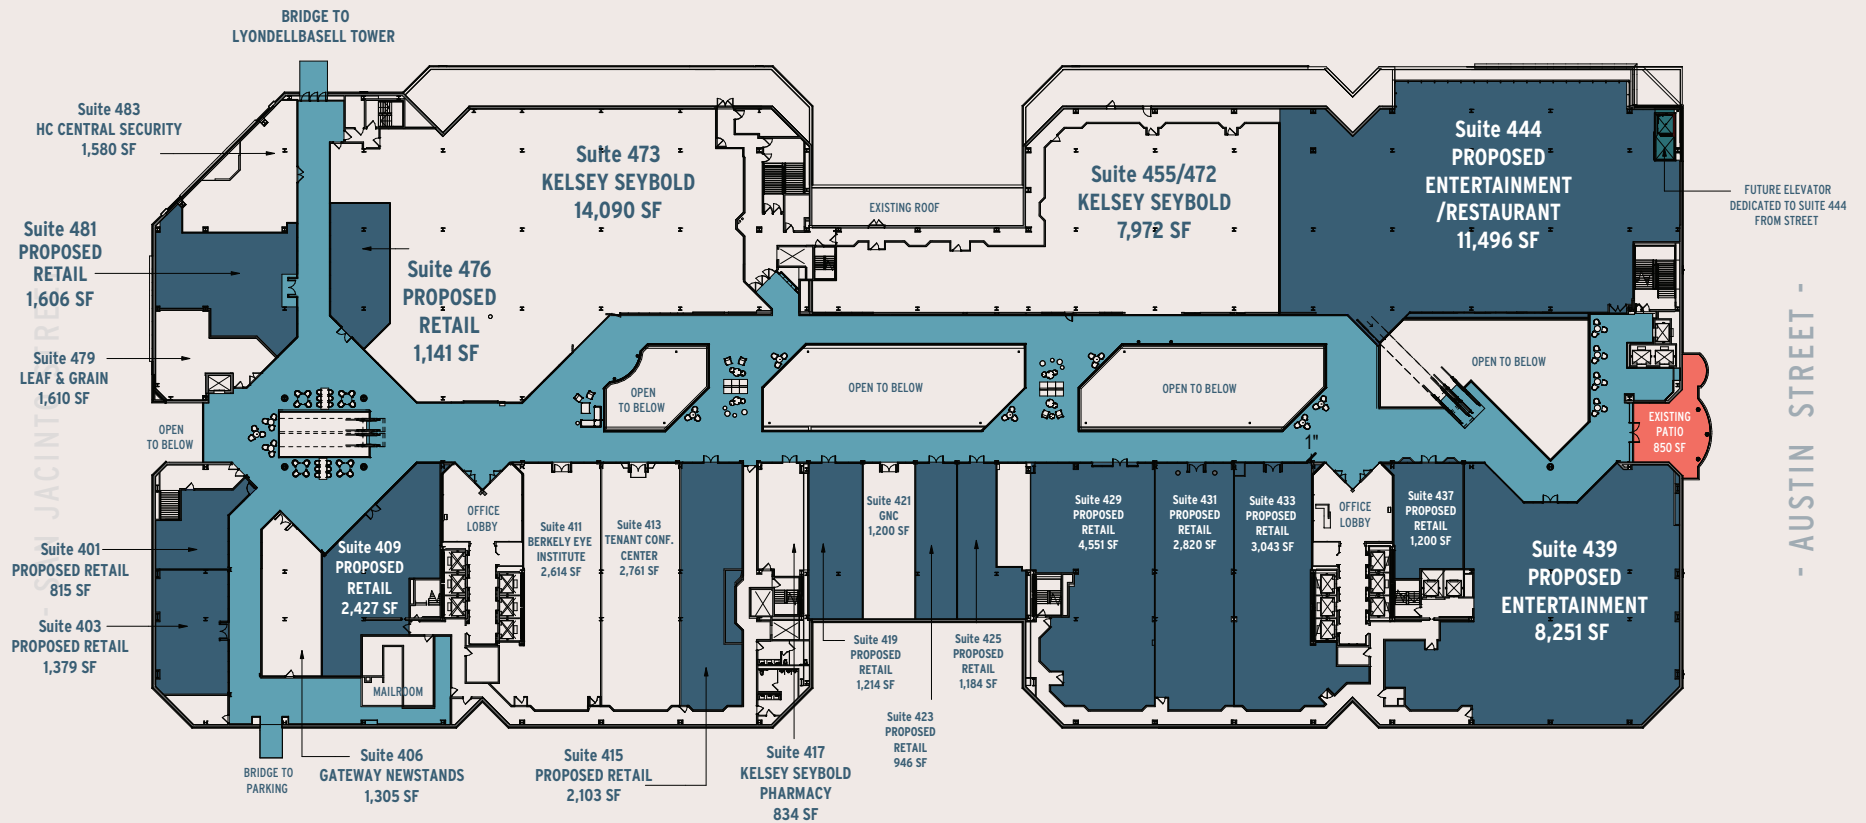 BRIDGE TO
LYONDELLBASELL TOWER
Suite 483
HC CENTRAL SECURITY
1,580 SF
Suite 481
PROPOSED
RETAIL
1,606 SF
Suite 479
LEAF & GRAIN
1,610 SF
Suite 476
PROPOSED
RETAIL
1,141 SF
Suite 473
KELSEY SEYBOLD
14,090 SF
EXISTING ROOF
Suite 455/472
KELSEY SEYBOLD
7,972 SF
Suite 444
PROPOSED
ENTERTAINMENT
/RESTAURANT
11,496 SF
FUTURE ELEVATOR
DEDICATED TO SUITE 444
FROM STREET
OPEN
TO BELOW
OPEN
TO BELOW
OPEN TO BELOW
OPEN TO BELOW
OPEN TO BELOW
EXISTING
PATIO
850 SF
1"
- SAN JACINTO STREET -
- AUSTIN STREET -
Suite 401
PROPOSED RETAIL
815 SF
Suite 403
PROPOSED RETAIL
1,379 SF
Suite 409
PROPOSED
RETAIL
2,427 SF
MAILROOM
OFFICE
LOBBY
Suite 411
BERKELY EYE
INSTITUTE
2,614 SF
Suite 413
TENANT CONF.
CENTER
2,761 SF
Suite 421
GNC
1,200 SF
Suite 429
PROPOSED
RETAIL
4,551 SF
Suite 431
PROPOSED
RETAIL
2,820 SF
Suite 433
PROPOSED
RETAIL
3,043 SF
OFFICE
LOBBY
Suite 437
PROPOSED
RETAIL
1,200 SF
Suite 439
PROPOSED
ENTERTAINMENT
8,251 SF
Suite 419
PROPOSED
RETAIL
1,214 SF
Suite 425
PROPOSED
RETAIL
1,184 SF
Suite 423
PROPOSED
RETAIL
946 SF
BRIDGE TO
PARKING
Suite 406
GATEWAY NEWSTANDS
1,305 SF
Suite 415
PROPOSED RETAIL
2,103 SF
Suite 417
KELSEY SEYBOLD
PHARMACY
834 SF